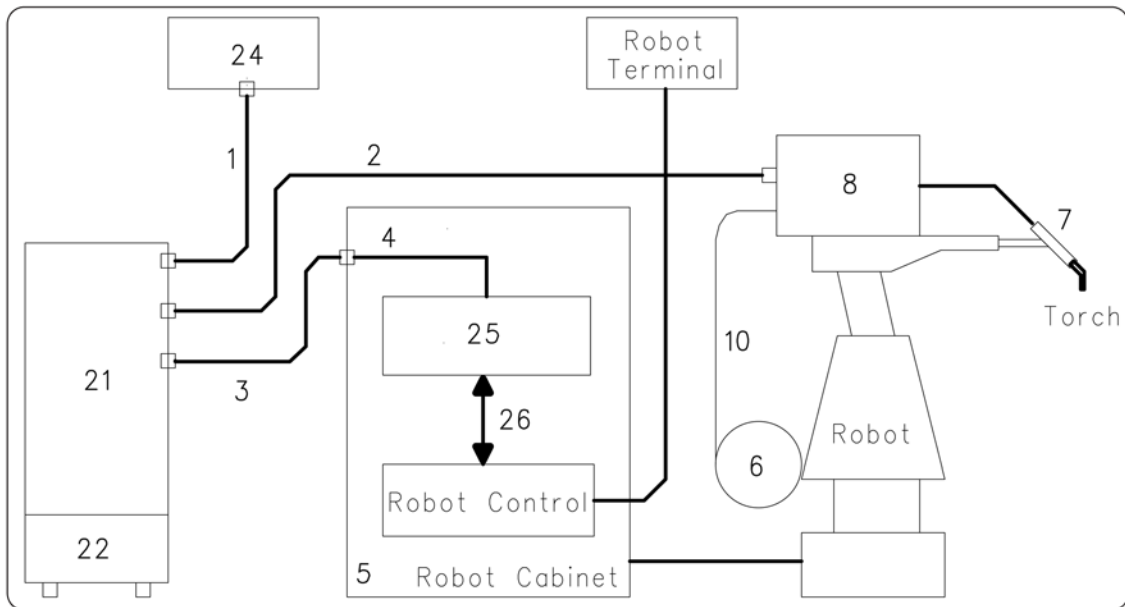 24
Robot
Terminal
1
2
8
7
4
Torch
25
10
21
3
26
Robot
6
Robot Control
22
5
Robot Cabinet